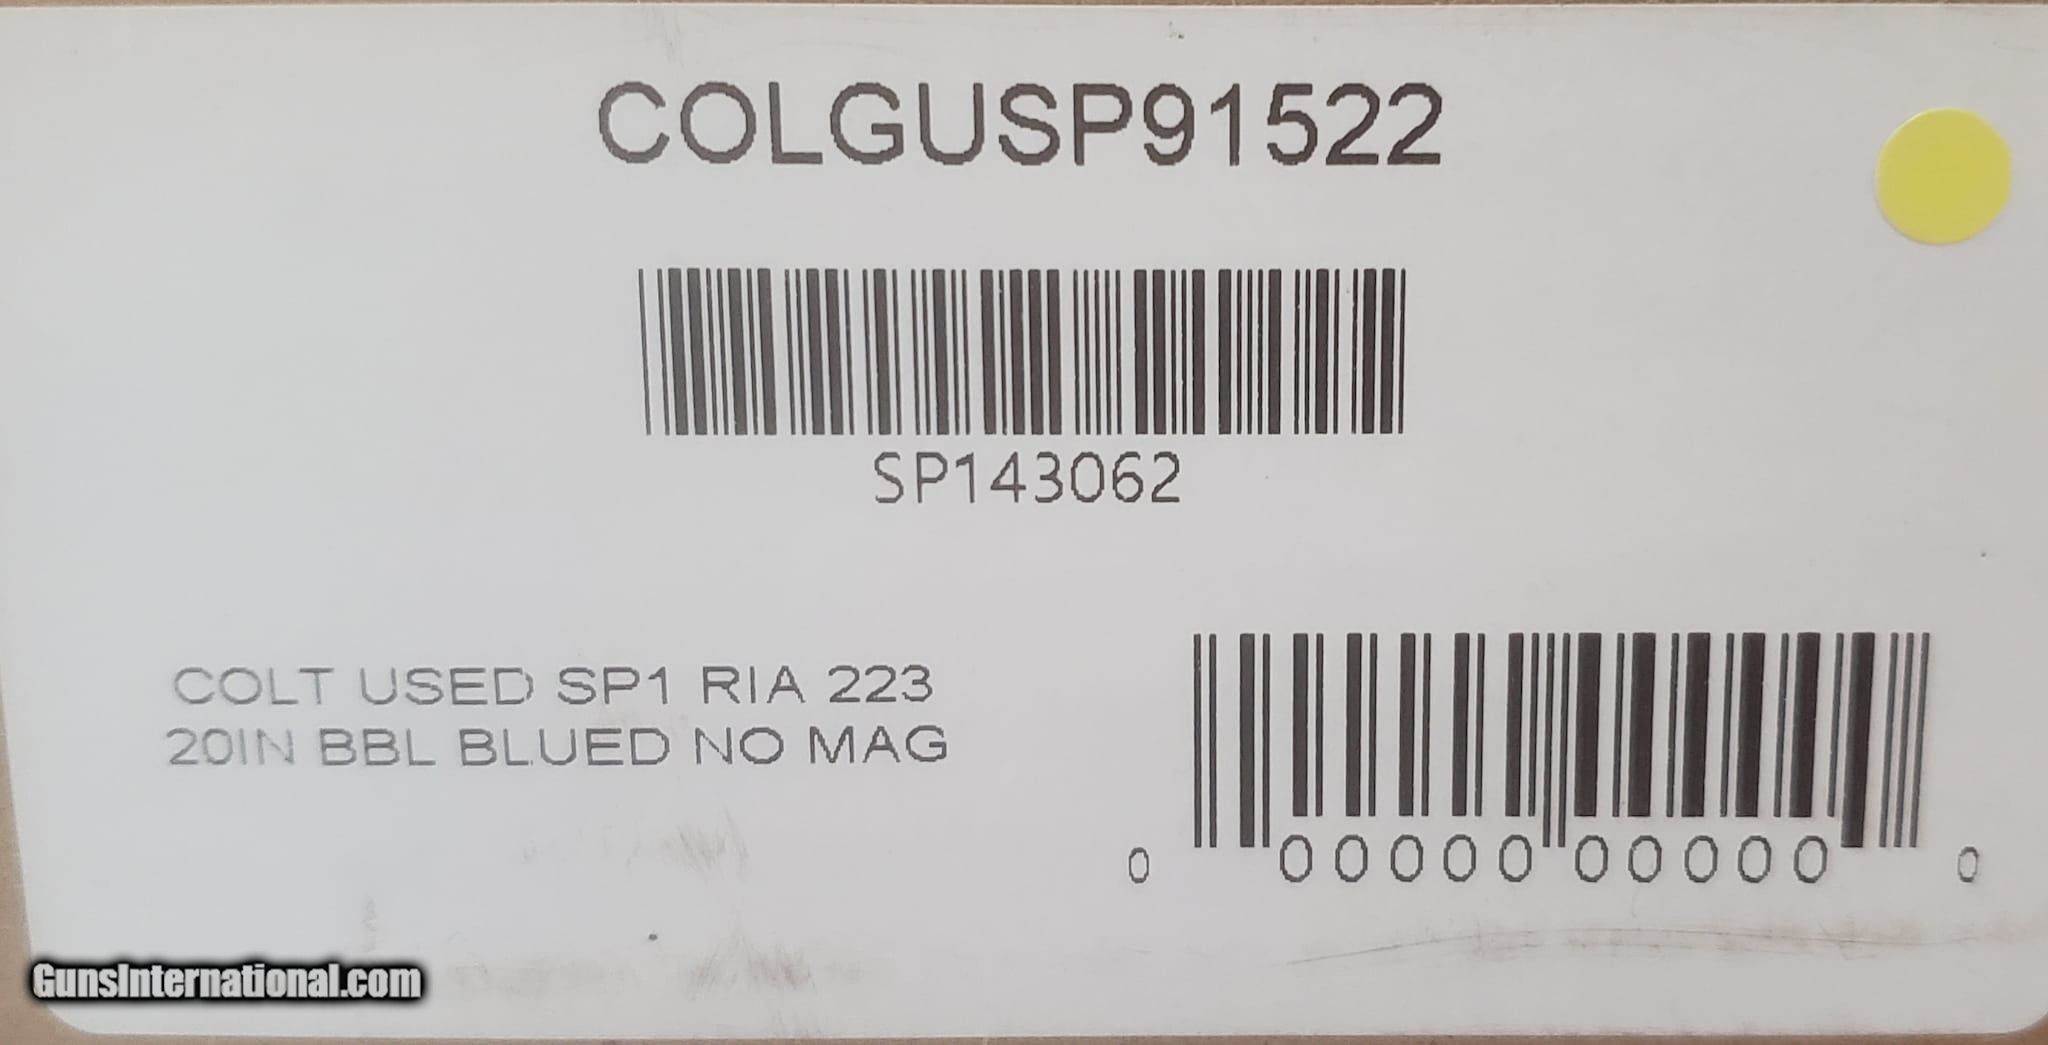 COLGUSP91522
SP143062
COLT USED SP1 RIA 223
20IN BBL BLUED NO MAG
0 00000 00000 0
GunsInternational.com